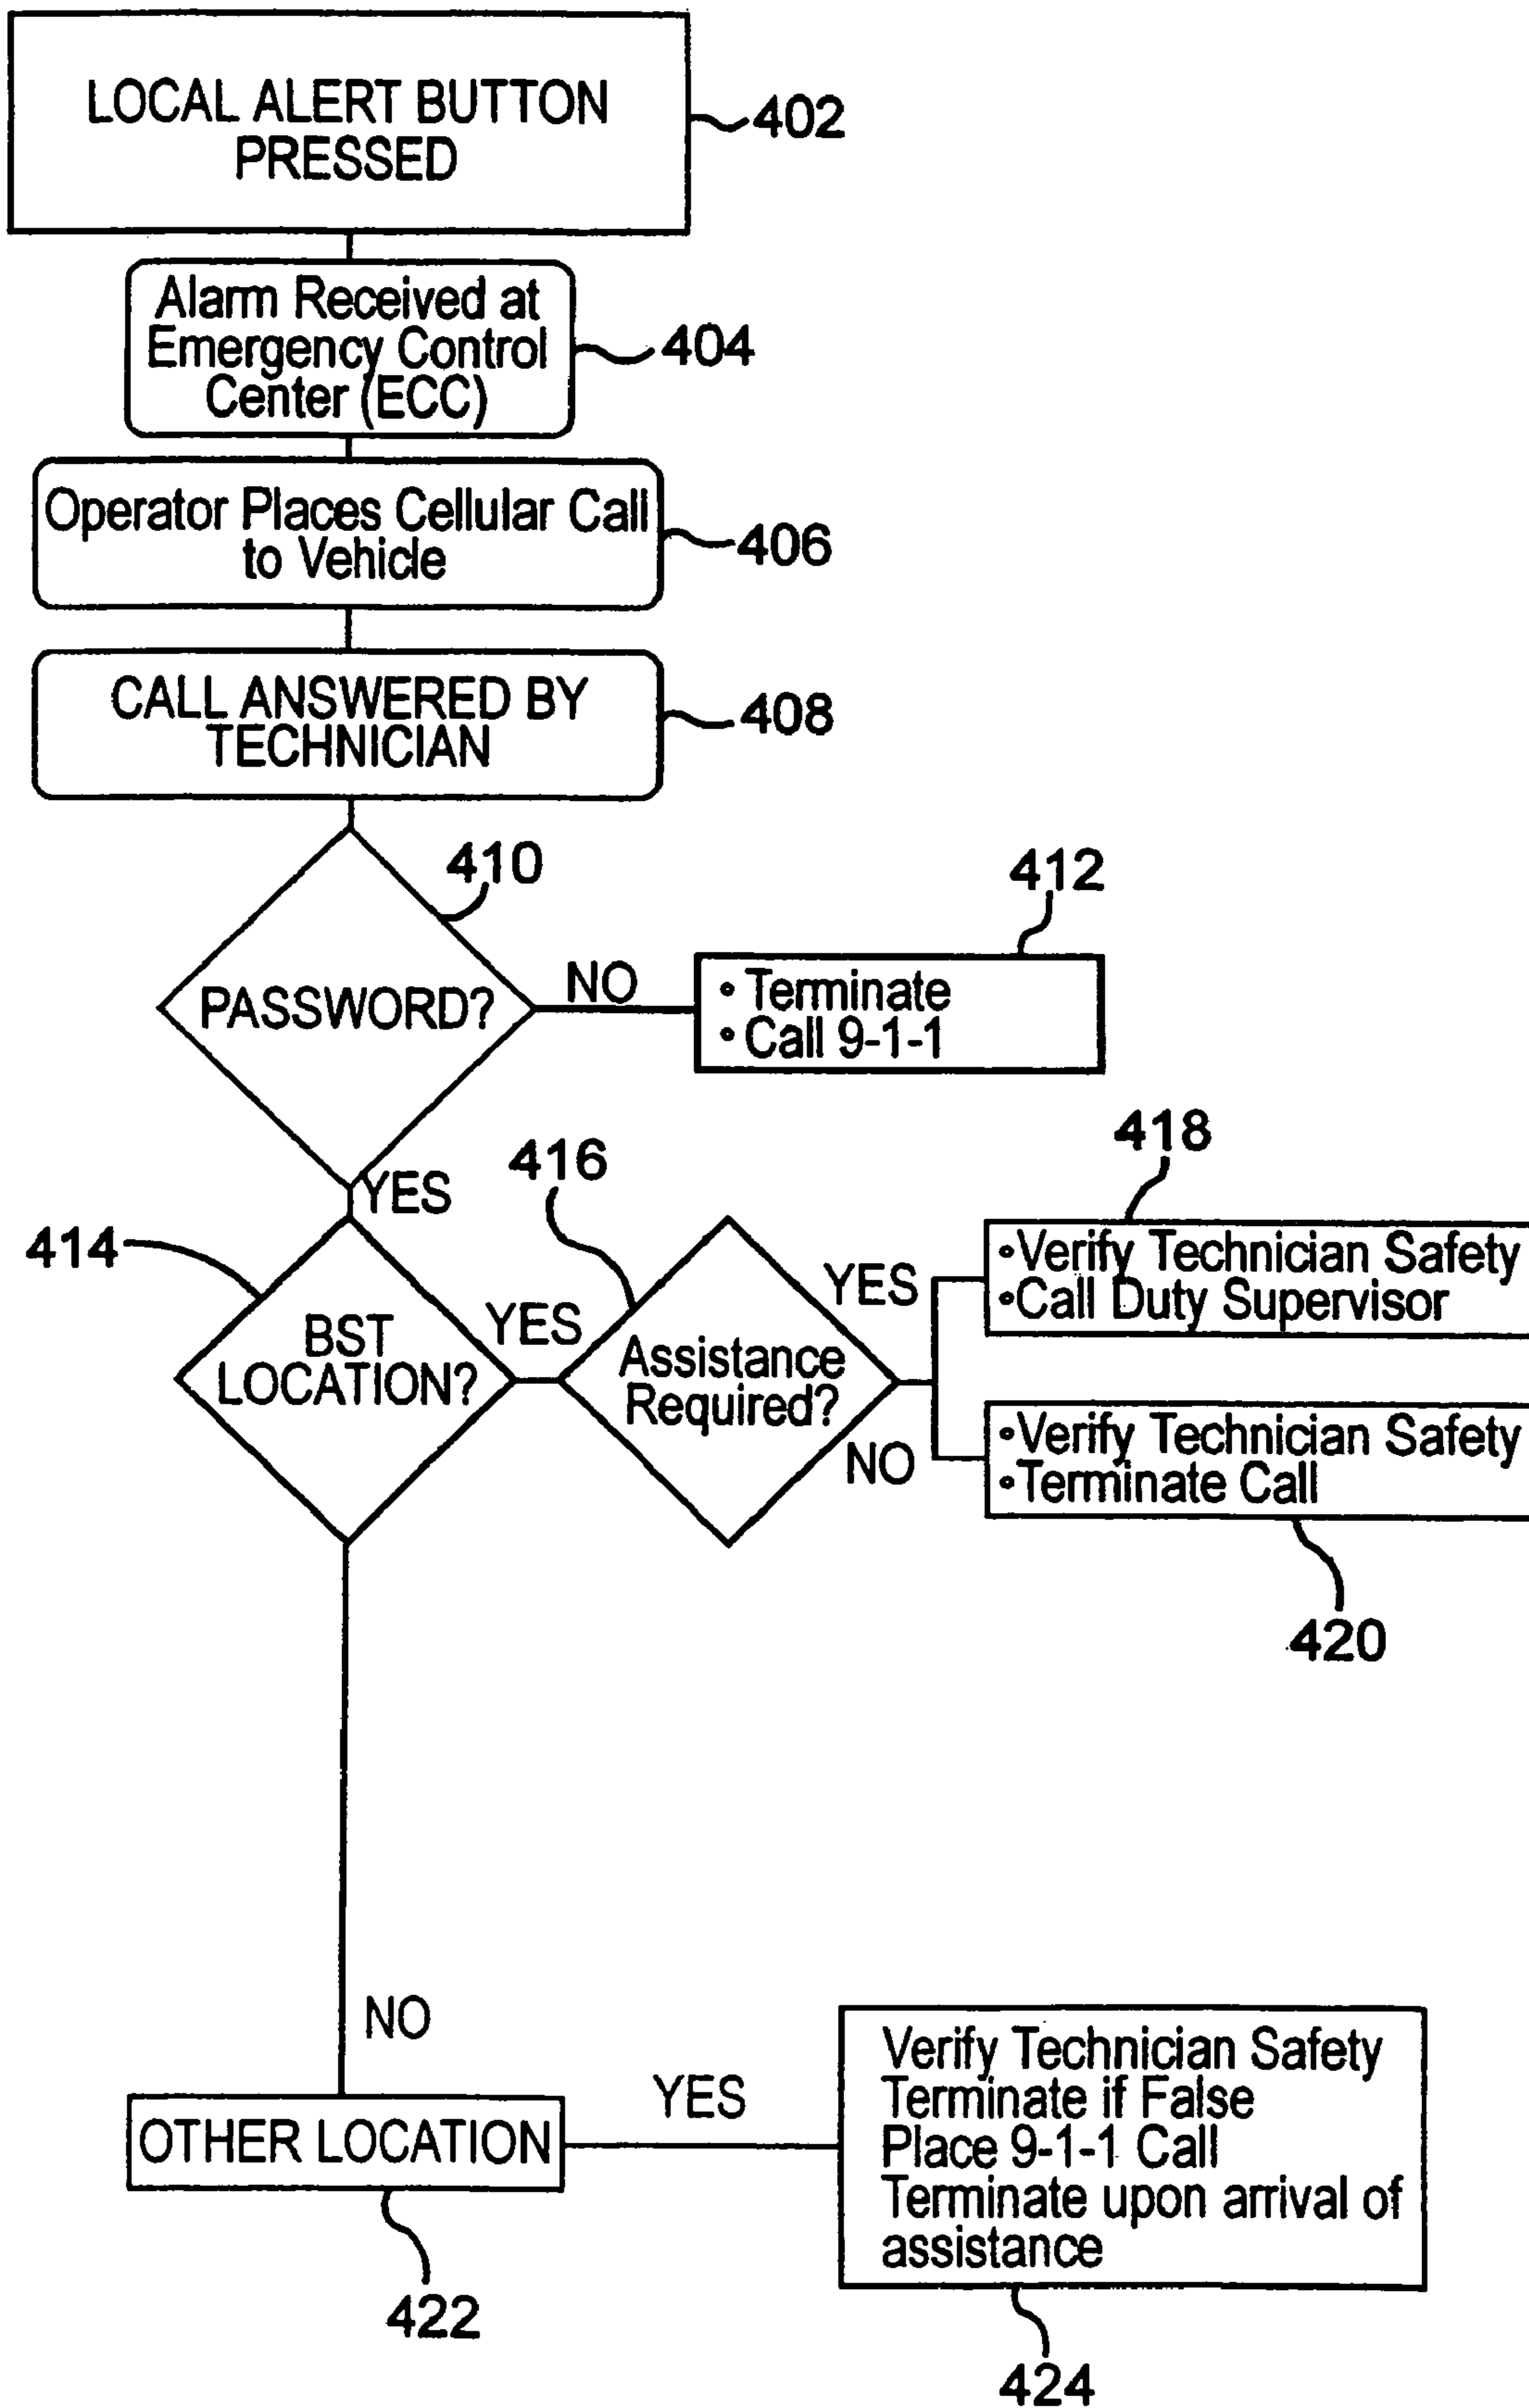 LOCAL ALERT BUTTON
PRESSED
402
Alarm Received at
Emergency Control
Center (ECC)
404
Operator Places Cellular Call
to Vehicle
406
CALL ANSWERED BY
TECHNICIAN
408
410
PASSWORD?
NO
412
• Terminate
• Call 9-1-1
YES
414
BST
LOCATION?
YES
416
Assistance
Required?
YES
418
•Verify Technician Safety
•Call Duty Supervisor
NO
•Verify Technician Safety
•Terminate Call
420
NO
OTHER LOCATION
422
YES
Verify Technician Safety
Terminate if False
Place 9-1-1 Call
Terminate upon arrival of
assistance
424